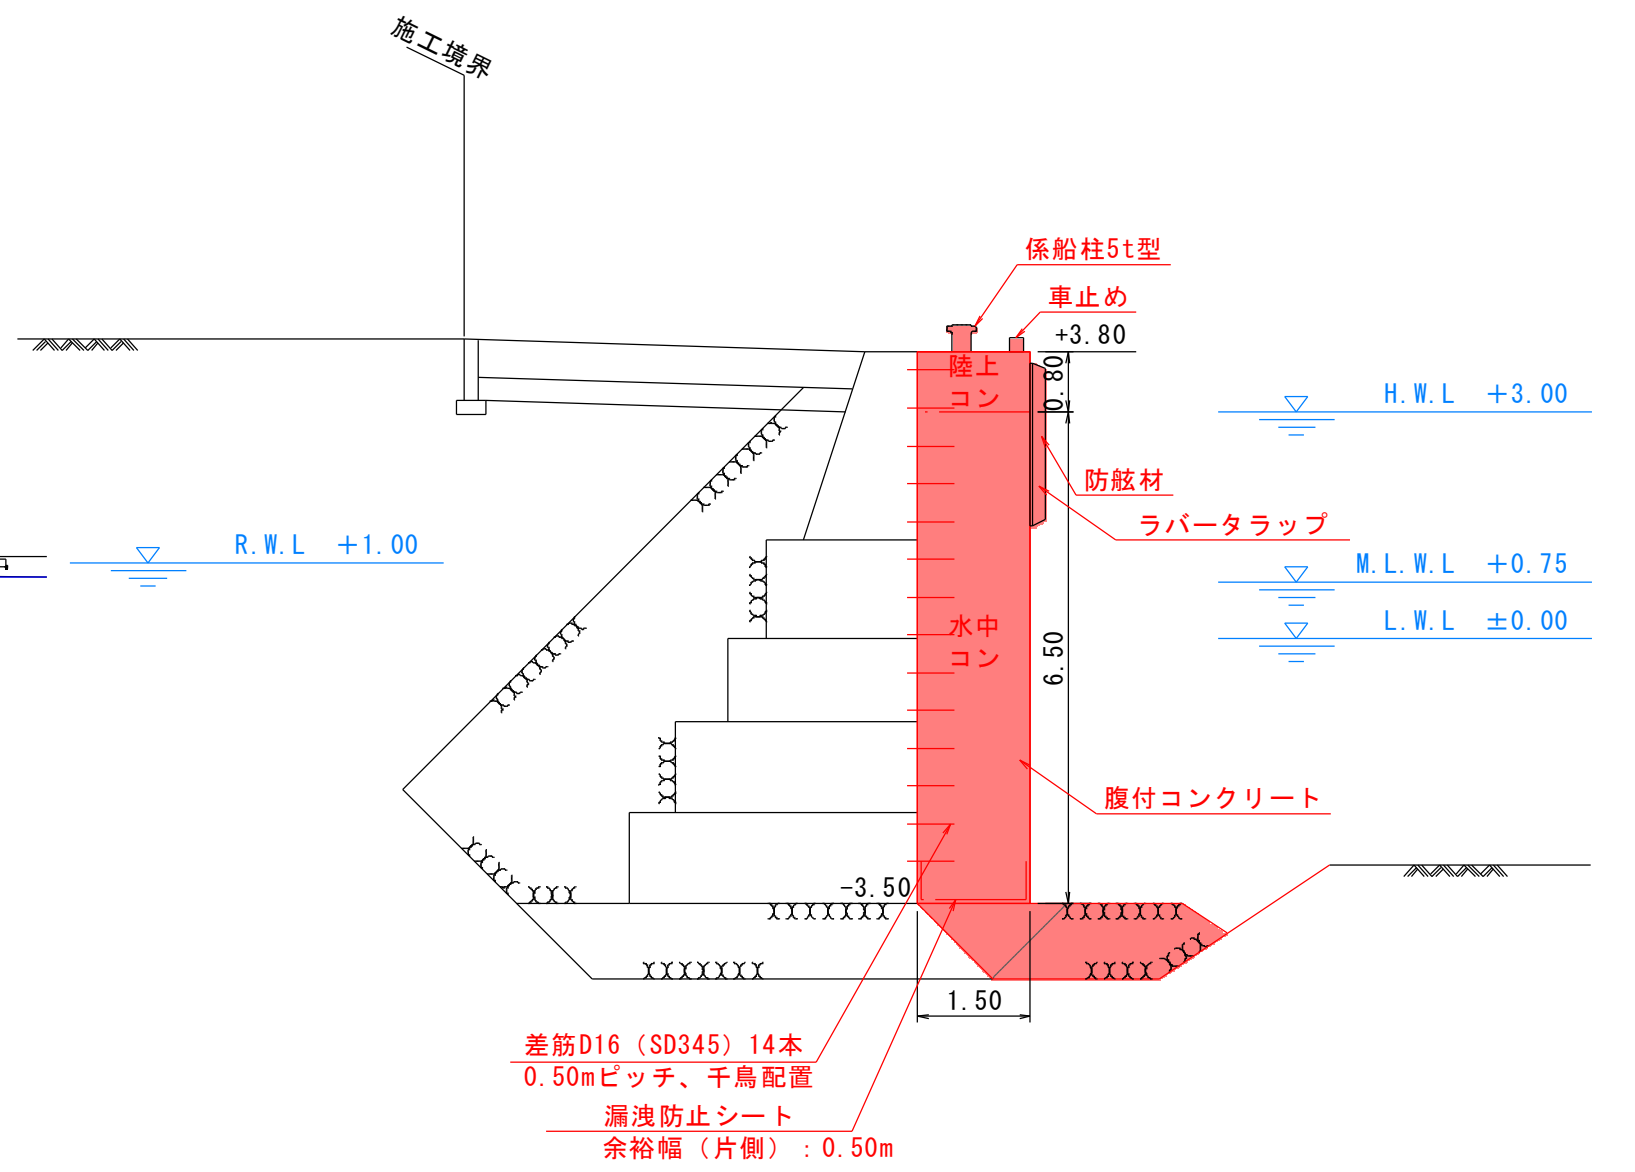 施工境界
係船柱5t型
車止め
+3.80
陸上
コン
0.80
H.W.L +3.00
防舷材
ラバータラップ
R.W.L +1.00
M.L.W.L +0.75
L.W.L ±0.00
水中
コン
6.50
腹付コンクリート
-3.50
1.50
差筋D16（SD345）14本
0.50mピッチ、千鳥配置
漏洩防止シート
余裕幅（片側）：0.50m